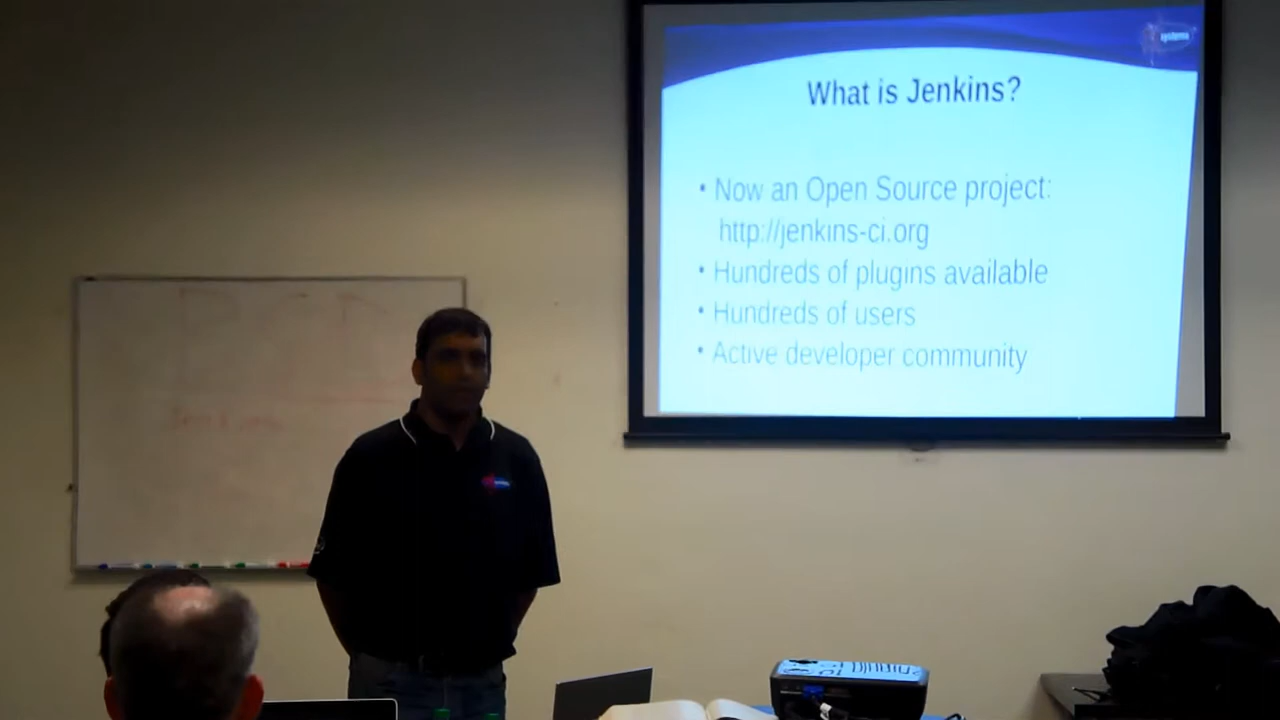 systems
What is Jenkins?
• Now an Open Source project:
http://jenkins-ci.org
• Hundreds of plugins available
• Hundreds of users
• Active developer community